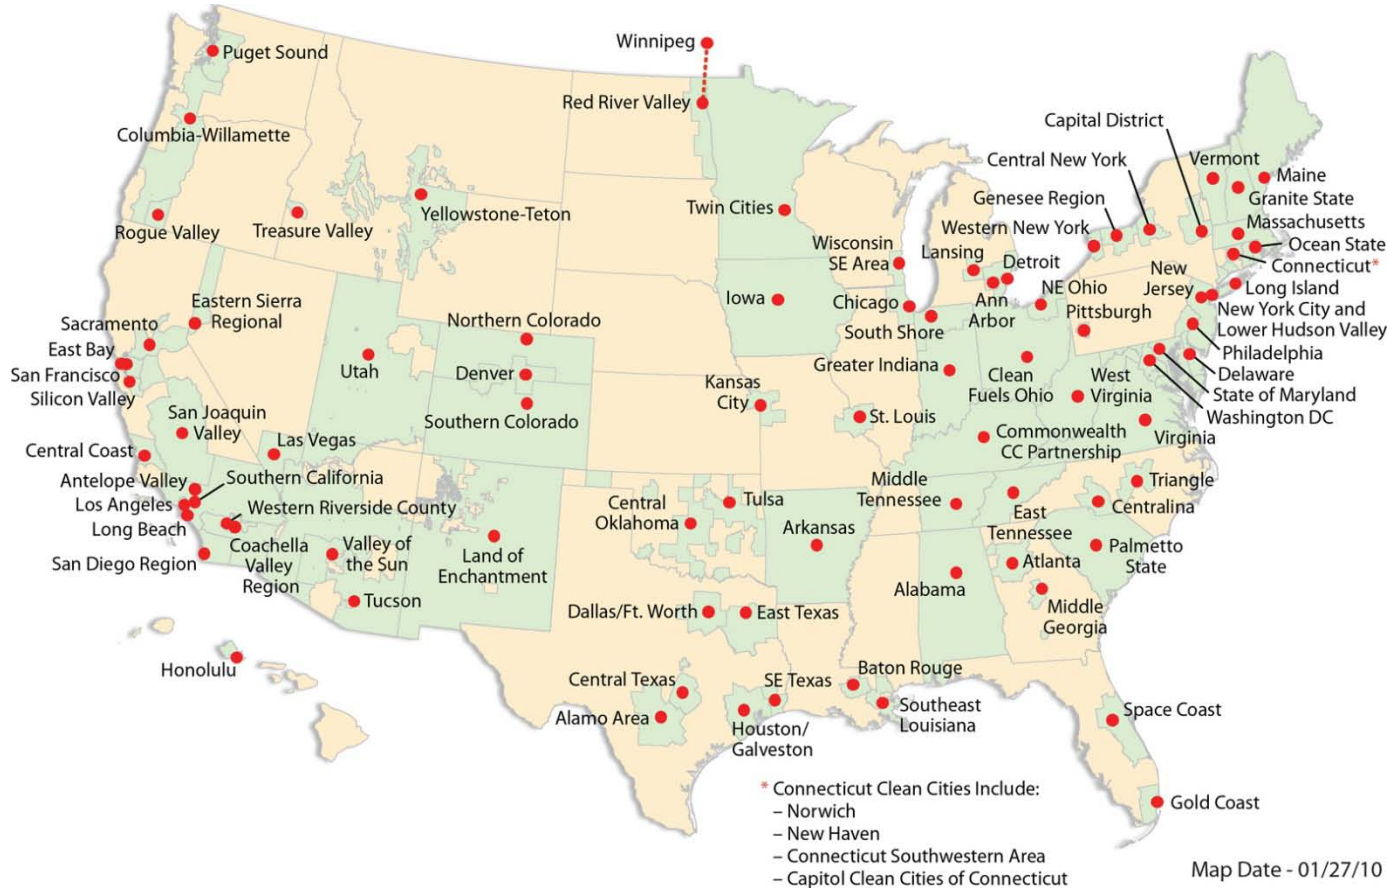 Puget Sound
Columbia-Willamette
Rogue Valley
Treasure Valley
Yellowstone-Teton
Winnipeg
Red River Valley
Twin Cities
Wisconsin
SE Area
Iowa
Chicago
South Shore
Greater Indiana
Lansing
Ann
Arbor
Detroit
Western New York
Genesee Region
Central New York
Capital District
Vermont
Maine
Granite State
Massachusetts
Ocean State
Connecticut*
Long Island
New
Jersey
New York City and
Lower Hudson Valley
Philadelphia
Delaware
State of Maryland
Washington DC
NE Ohio
Pittsburgh
Clean
Fuels Ohio
West
Virginia
Virginia
Commonwealth
CC Partnership
Eastern Sierra
Regional
Sacramento
East Bay
San Francisco
Silicon Valley
San Joaquin
Valley
Central Coast
Antelope Valley
Los Angeles
Long Beach
San Diego Region
Las Vegas
Southern California
Western Riverside County
Coachella
Valley
Region
Valley of
the Sun
Tucson
Utah
Northern Colorado
Denver
Southern Colorado
Land of
Enchantment
Kansas
City
St. Louis
Central
Oklahoma
Tulsa
Arkansas
Middle
Tennessee
East
Tennessee
Triangle
Centralina
Palmetto
State
Atlanta
Middle
Georgia
Alabama
Dallas/Ft. Worth
East Texas
Central Texas
Alamo Area
SE Texas
Houston/
Galveston
Baton Rouge
Southeast
Louisiana
Space Coast
Gold Coast
Honolulu
* Connecticut Clean Cities Include:
– Norwich
– New Haven
– Connecticut Southwestern Area
– Capitol Clean Cities of Connecticut
Map Date - 01/27/10